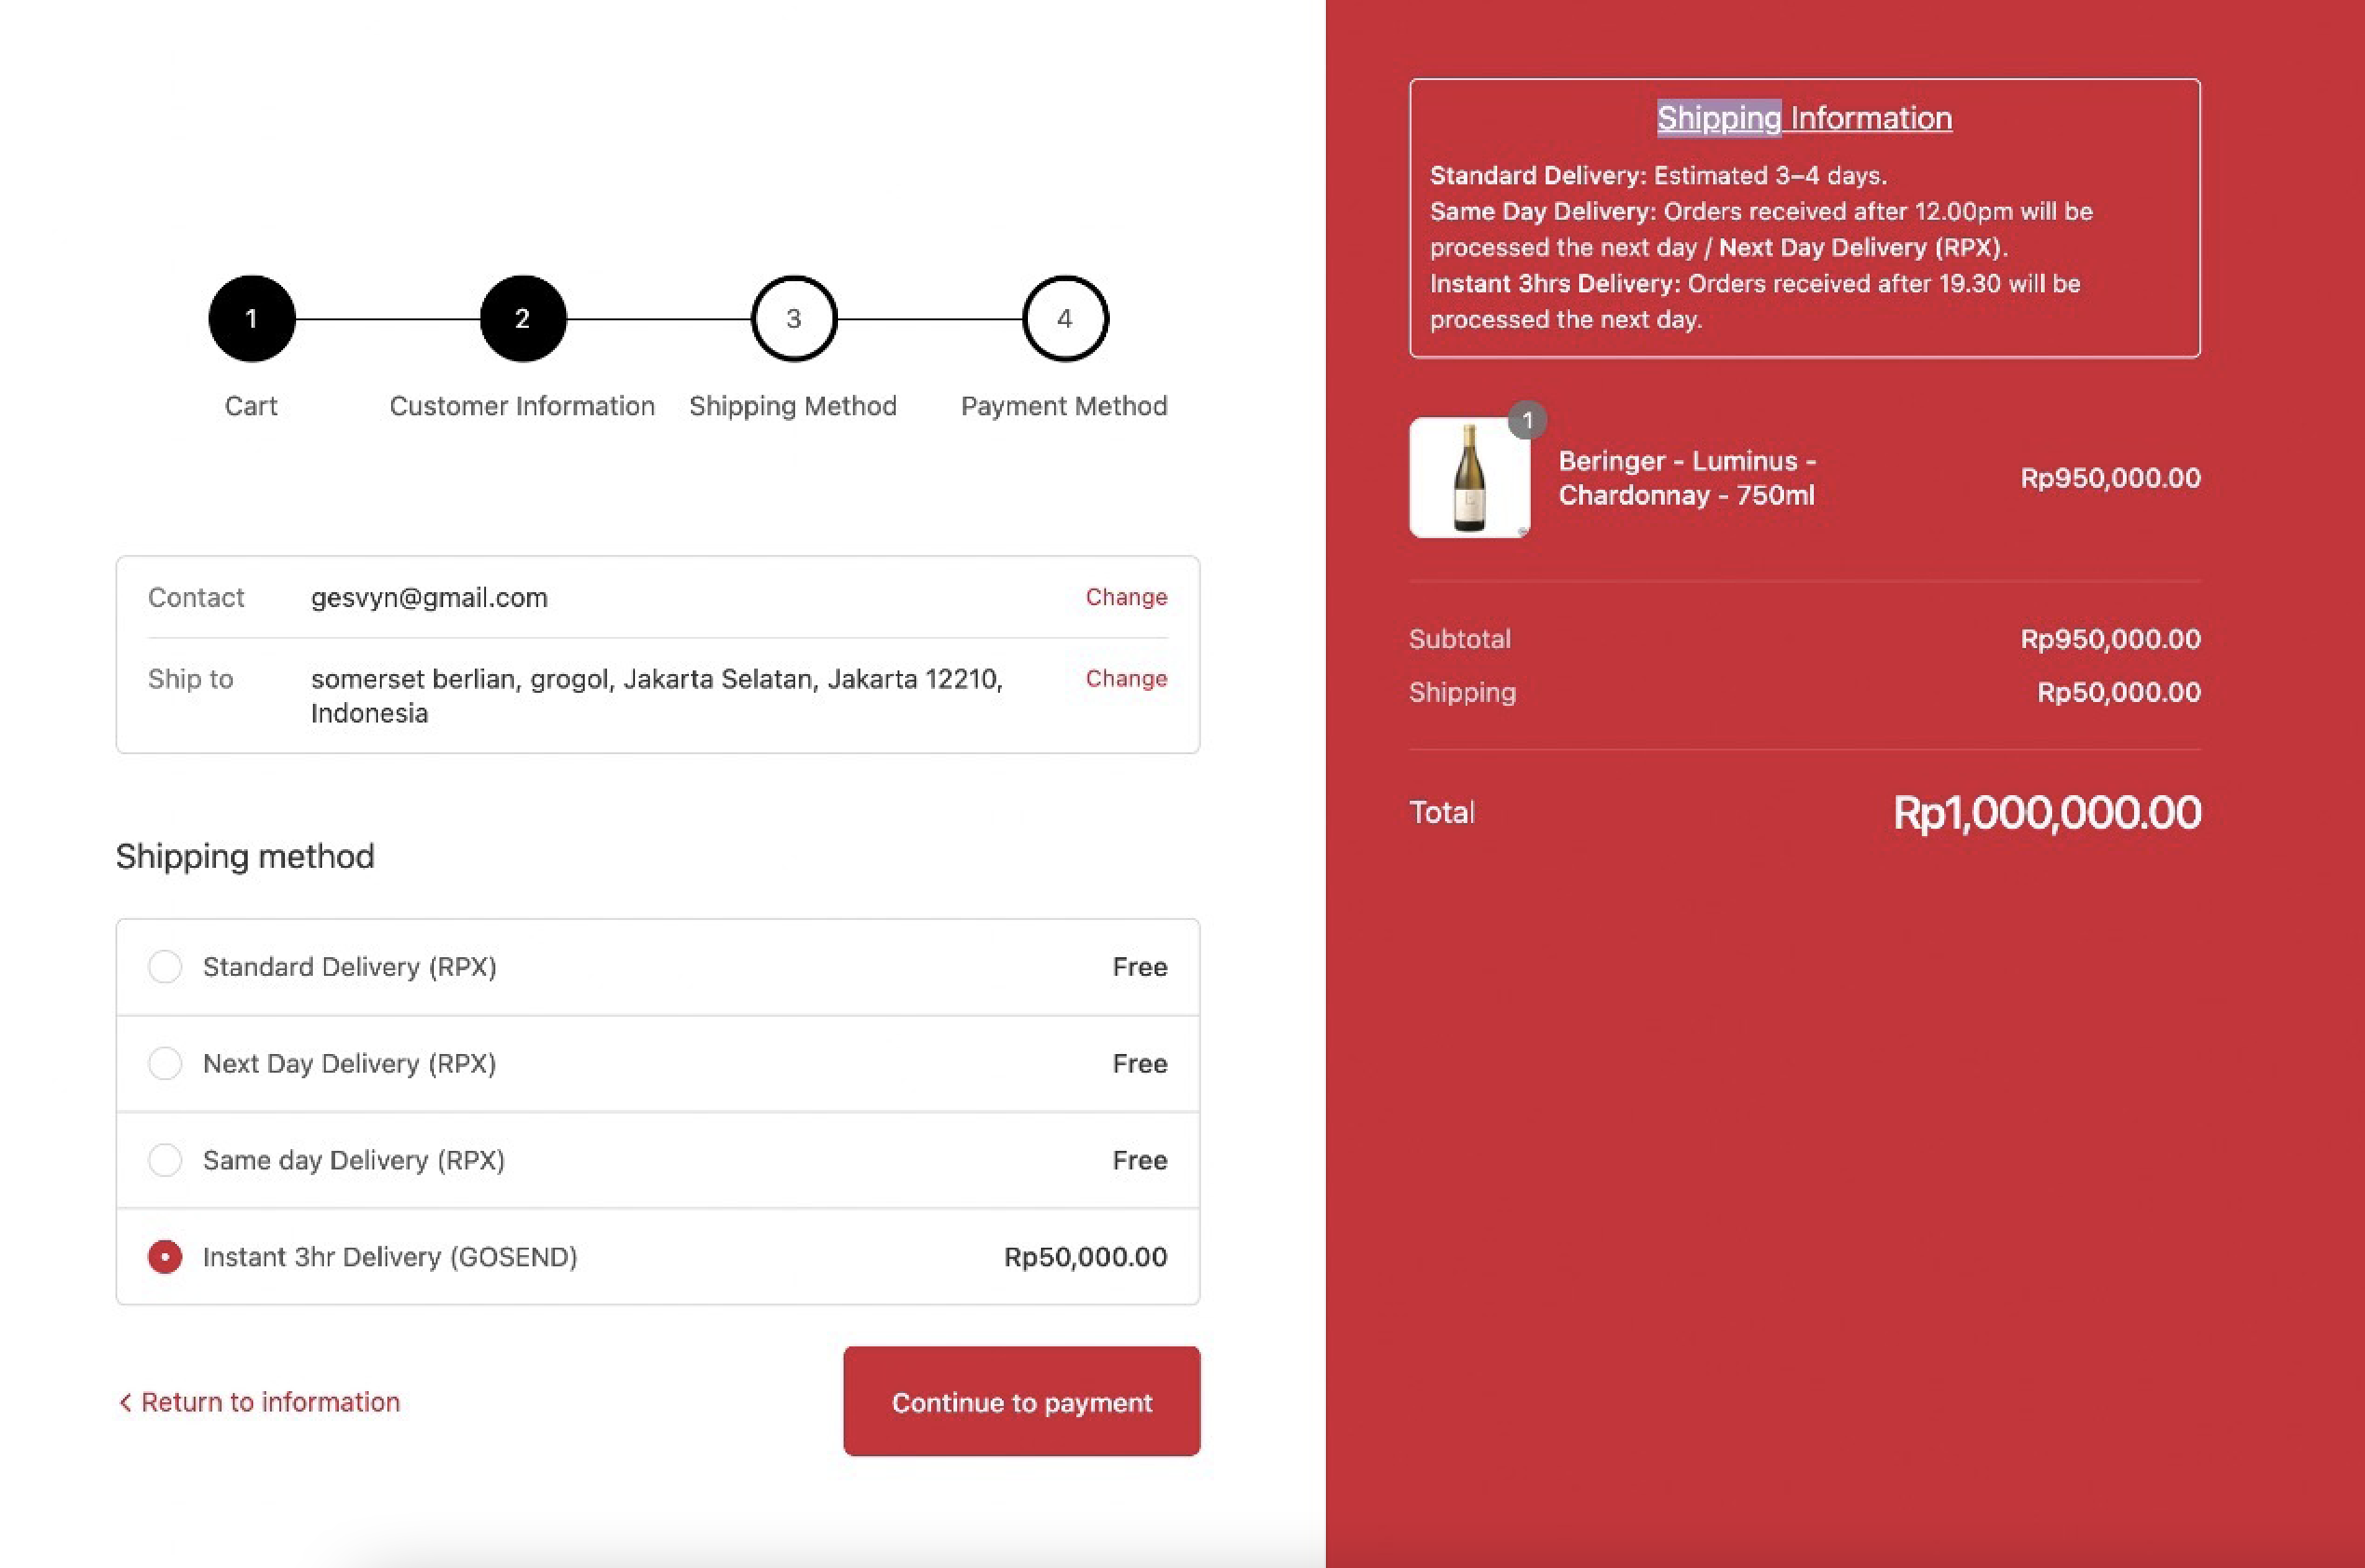 1
2
3
4
Cart
Customer Information
Shipping Method
Payment Method
Contact
gesvyn@gmail.com
Change
Ship to
somerset berlian, grogol, Jakarta Selatan, Jakarta 12210,
Indonesia
Change
Shipping method
Standard Delivery (RPX)
Free
Next Day Delivery (RPX)
Free
Same day Delivery (RPX)
Free
Instant 3hr Delivery (GOSEND)
Rp50,000.00
< Return to information
Continue to payment
Shipping Information
Standard Delivery: Estimated 3–4 days.
Same Day Delivery: Orders received after 12.00pm will be
processed the next day / Next Day Delivery (RPX).
Instant 3hrs Delivery: Orders received after 19.30 will be
processed the next day.
1
Beringer - Luminus -
Chardonnay - 750ml
Rp950,000.00
Subtotal
Rp950,000.00
Shipping
Rp50,000.00
Total
Rp1,000,000.00